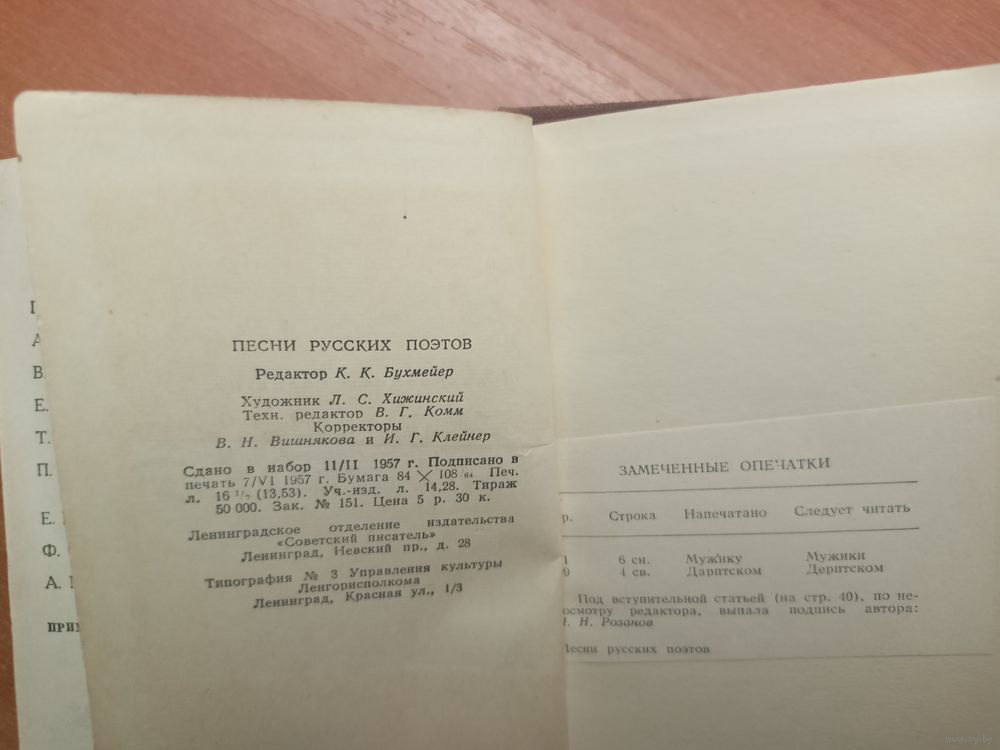 ПЕСНИ РУССКИХ ПОЭТОВ
Редактор К. К. Бухмейер
Художник Л. С. Хижинский
Техн. редактор В. Г. Комм
Корректоры
В. Н. Вишнякова и И. Г. Клейнер
Сдано в набор 11/II 1957 г. Подписано в
печать 7/VI 1957 г. Бумага 84 × 108/64. Печ.
л. 16 1/2 (13,53). Уч.-изд. л. 14,28. Тираж
50 000. Зак. № 151. Цена 5 р. 30 к.
Ленинградское отделение издательства
«Советский писатель»
Ленинград, Невский пр., д. 28
Типография № 3 Управления культуры
Ленгорисполкома
Ленинград, Красная ул., 1/3
ЗАМЕЧЕННЫЕ ОПЕЧАТКИ
р. Строка Напечатано Следует читать
6 сн. Мужику Мужики
9 4 св. Дарптском Дерптском
Под вступительной статьей (на стр. 40), по не-
осмотру редактора, выпала подпись автора:
Н. Розанов
Песни русских поэтов
Е.
Т.
П.
Е.
Ф.
А.
ПРИМ